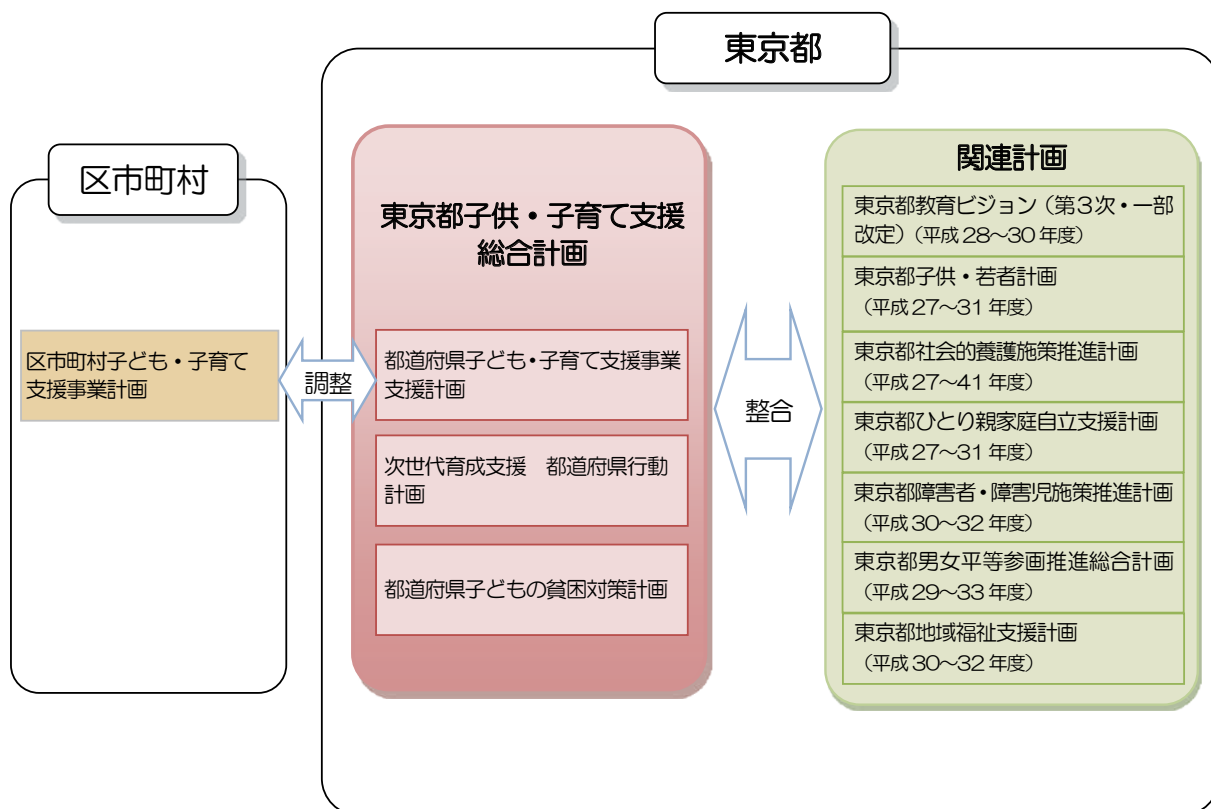 東京都
区市町村
区市町村子ども・子育て
支援事業計画
調整
東京都子供・子育て支援
総合計画
都道府県子ども・子育て支援事業
支援計画
次世代育成支援　都道府県行動
計画
都道府県子どもの貧困対策計画
整合
関連計画
東京都教育ビジョン（第３次・一部
改定）（平成 28～30 年度）
東京都子供・若者計画
（平成 27～31 年度）
東京都社会的養護施策推進計画
（平成 27～41 年度）
東京都ひとり親家庭自立支援計画
（平成 27～31 年度）
東京都障害者・障害児施策推進計画
（平成 30～32 年度）
東京都男女平等参画推進総合計画
（平成 29～33 年度）
東京都地域福祉支援計画
（平成 30～32 年度）